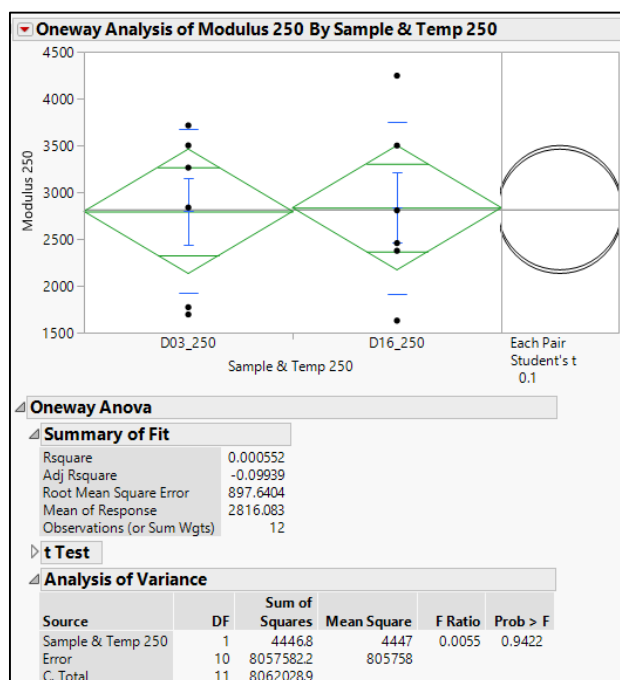 Oneway Analysis of Modulus 250 By Sample & Temp 250
4500
4000
3500
3000
2500
2000
1500
Modulus 250
D03_250
D16_250
Sample & Temp 250
Each Pair
Student's t
0.1
Oneway Anova
Summary of Fit
Rsquare 0.000552
Adj Rsquare -0.09939
Root Mean Square Error 897.6404
Mean of Response 2816.083
Observations (or Sum Wgts) 12
t Test
Analysis of Variance
Source DF Sum of Squares Mean Square F Ratio Prob > F
Sample & Temp 250 1 4446.8 4447 0.0055 0.9422
Error 10 8057582.2 805758
C. Total 11 8062028.9